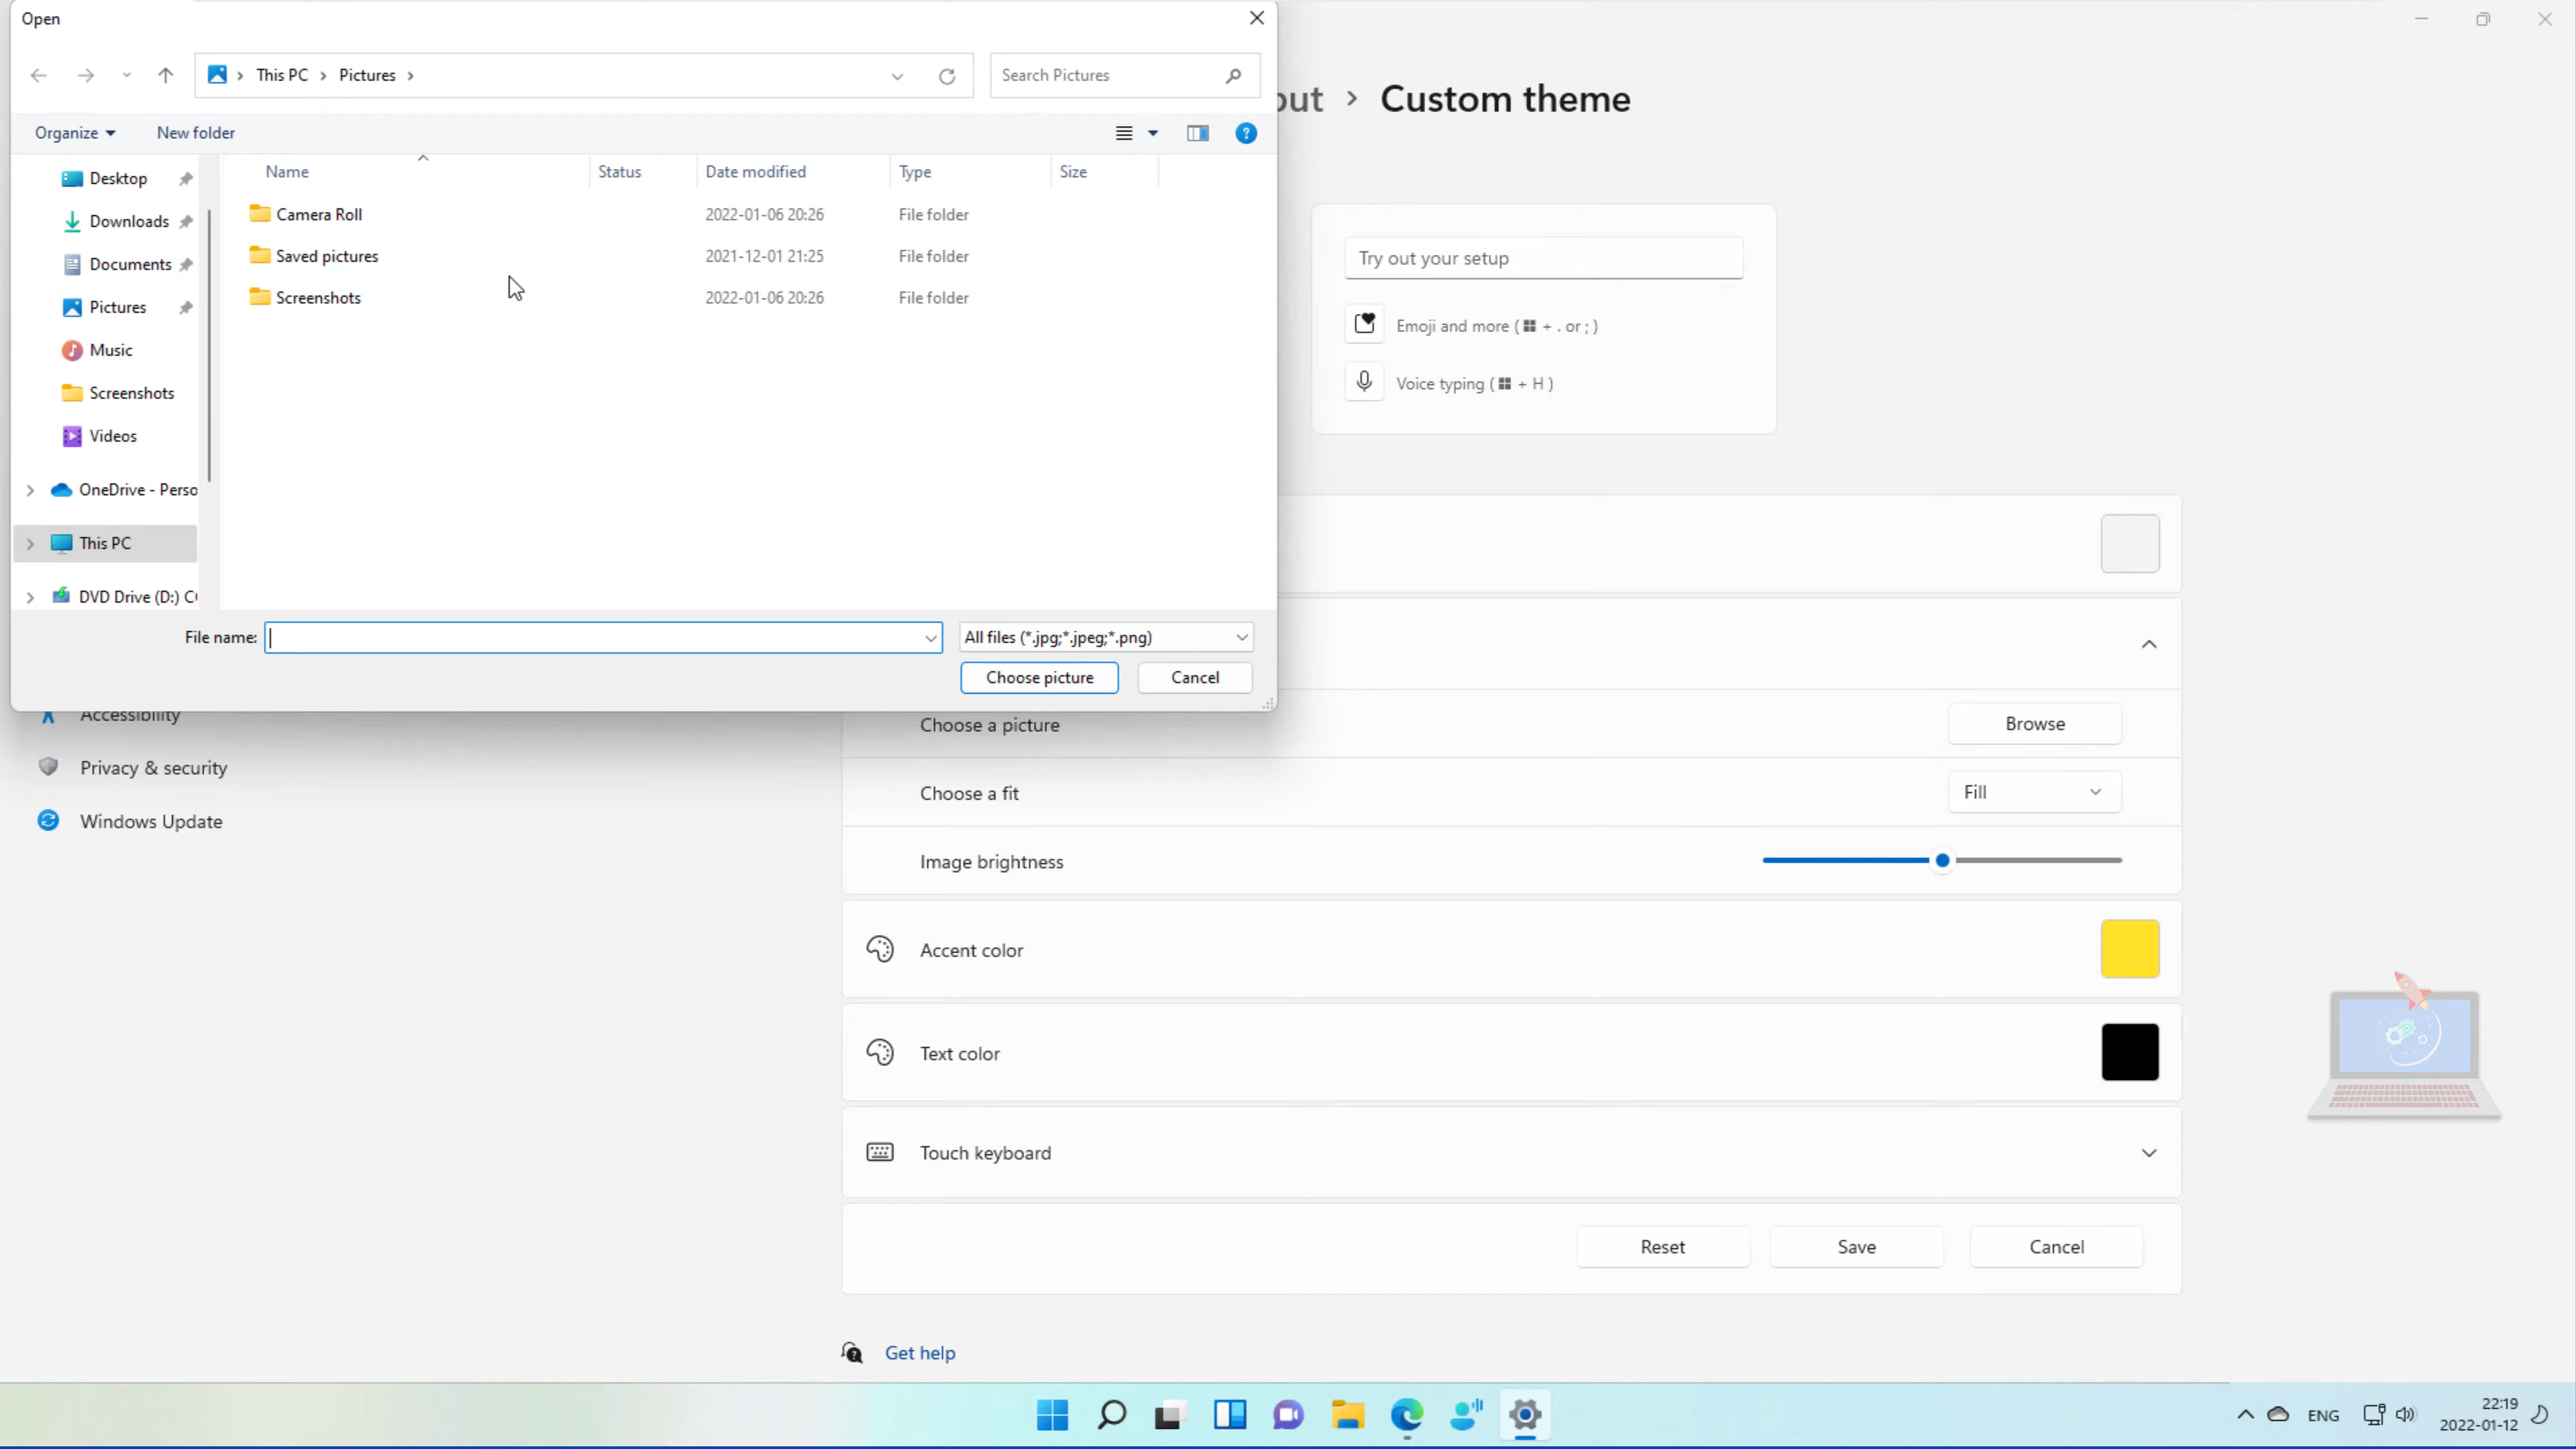 Open
This PC > Pictures >
Search Pictures
Organize
New folder
Name
Status
Date modified
Type
Size
Desktop
Downloads
Documents
Pictures
Music
Screenshots
Videos
OneDrive - Perso
This PC
DVD Drive (D:) C
Camera Roll 2022-01-06 20:26 File folder
Saved pictures 2021-12-01 21:25 File folder
Screenshots 2022-01-06 20:26 File folder
File name:
All files (*.jpg;*.jpeg;*.png)
Choose picture
Cancel
out > Custom theme
Try out your setup
Emoji and more ( + . or ; )
Voice typing ( + H )
Accessibility
Privacy & security
Windows Update
Choose a picture
Browse
Choose a fit
Fill
Image brightness
Accent color
Text color
Touch keyboard
Reset
Save
Cancel
Get help
ENG
22:19
2022-01-12